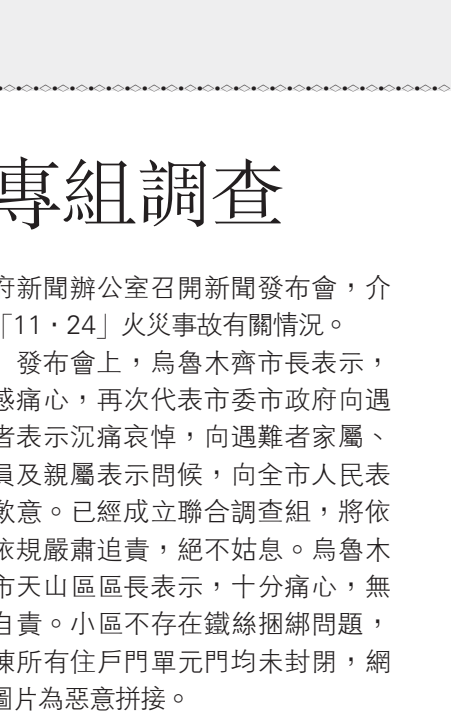 專組調查
府新聞辦公室召開新聞發布會，介
「11·24」火災事故有關情況。
發布會上，烏魯木齊市長表示，
感痛心，再次代表市委市政府向遇
者表示沉痛哀悼，向遇難者家屬、
員及親屬表示問候，向全市人民表
歉意。已經成立聯合調查組，將依
依規嚴肅追責，絕不姑息。烏魯木
市天山區區長表示，十分痛心，無
自責。小區不存在鐵絲捆綁問題，
棟所有住戶門單元門均未封閉，網
圖片為惡意拼接。